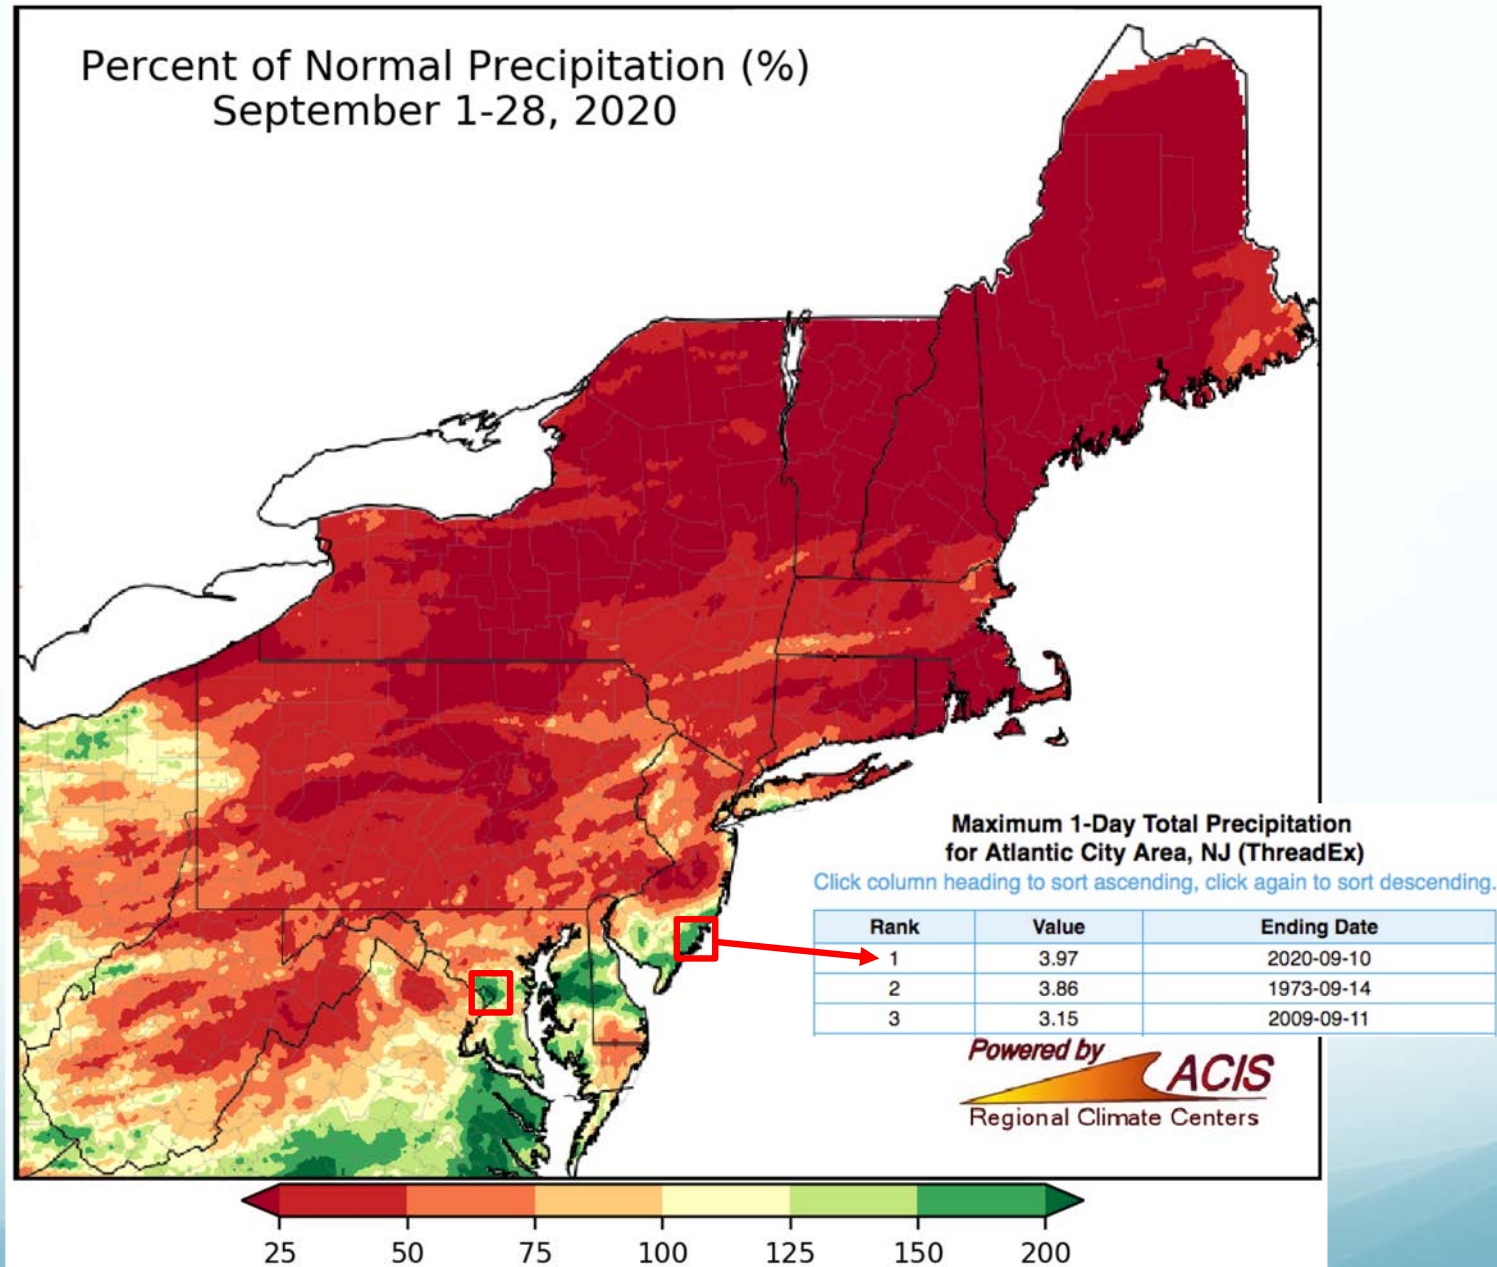 Percent of Normal Precipitation (%)
September 1-28, 2020
Maximum 1-Day Total Precipitation
for Atlantic City Area, NJ (ThreadEx)
Click column heading to sort ascending, click again to sort descending.
Rank Value Ending Date
1 3.97 2020-09-10
2 3.86 1973-09-14
3 3.15 2009-09-11
Powered by
ACIS
Regional Climate Centers
25 50 75 100 125 150 200